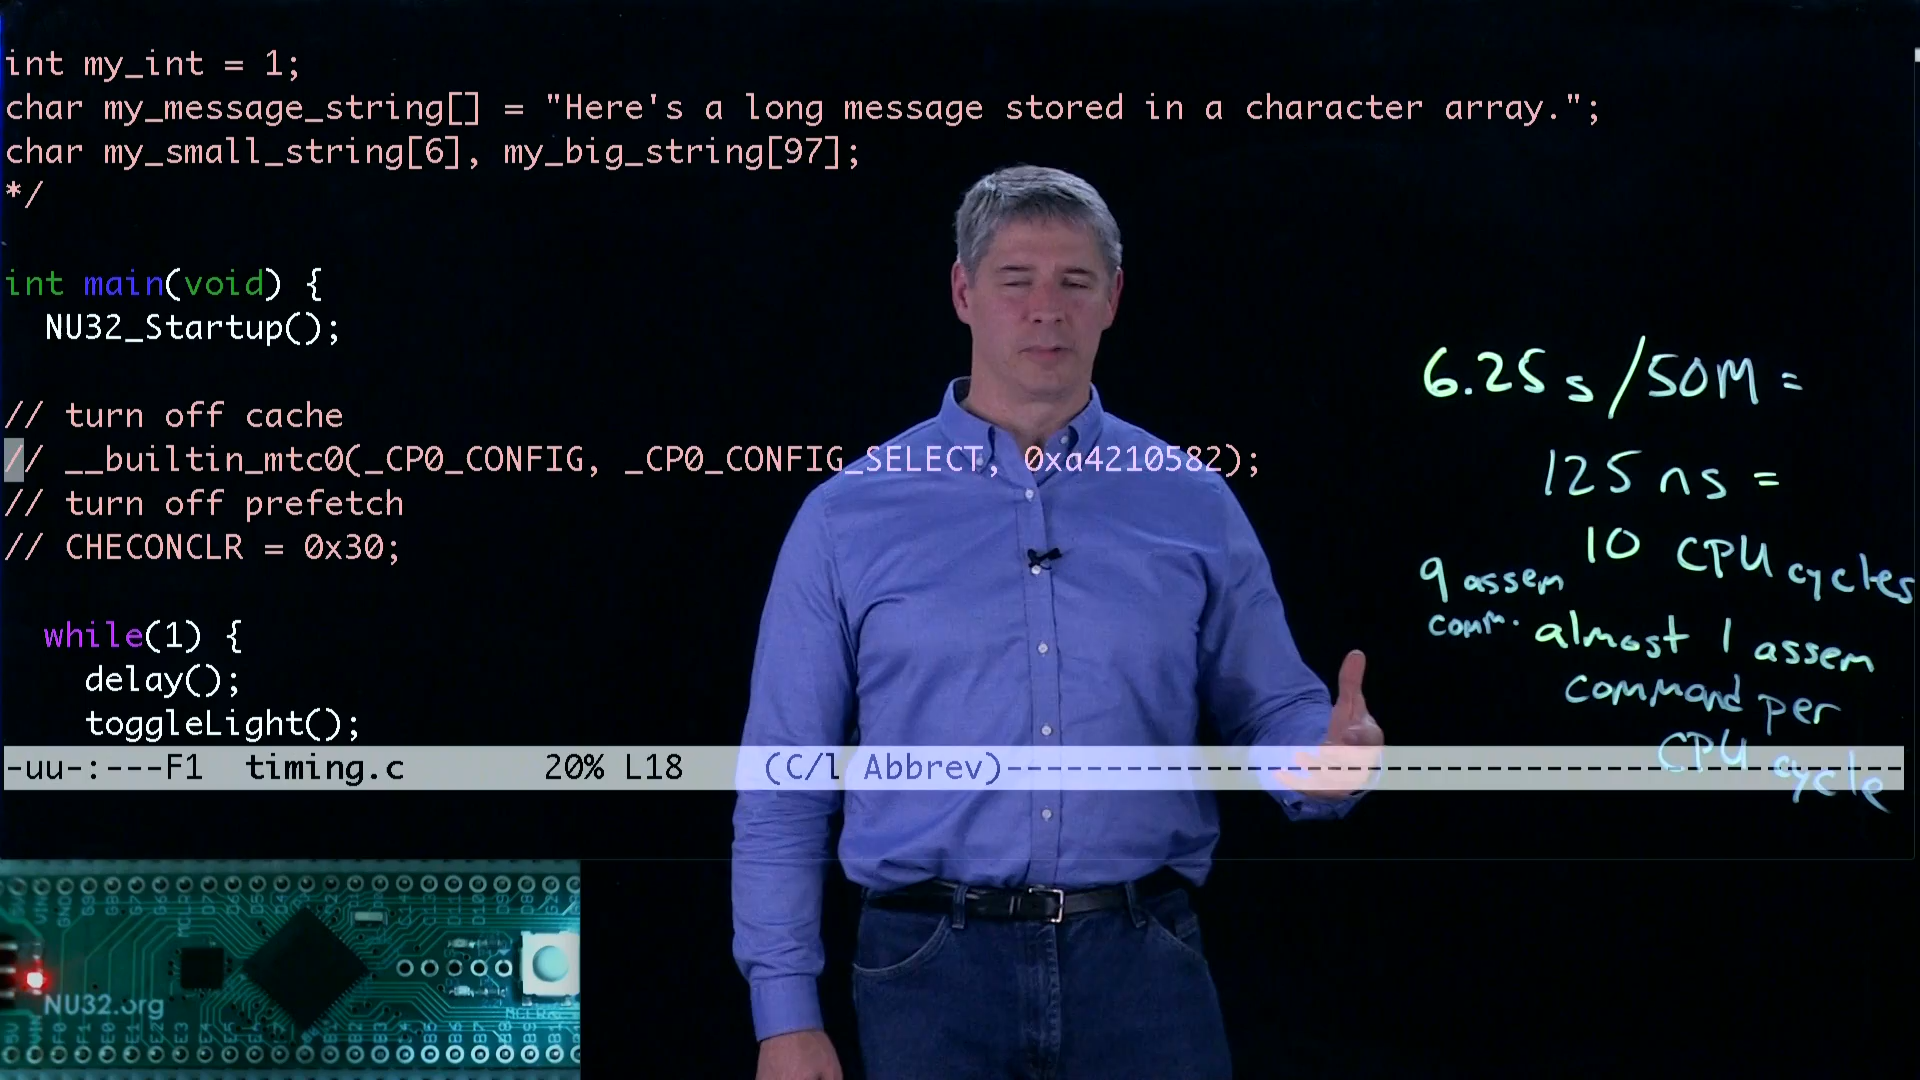 int my_int = 1;
char my_message_string[] = "Here's a long message stored in a character array.";
char my_small_string[6], my_big_string[97];
*/
int main(void) {
NU32_Startup();
// turn off cache
// __builtin_mtc0(_CP0_CONFIG, _CP0_CONFIG_SELECT, 0xa4210582);
// turn off prefetch
// CHECONCLR = 0x30;
while(1) {
delay();
toggleLight();
-uu-:---F1 timing.c 20% L18 (C/l Abbrev)----------------------------------------------
6.25 s /50M =
125 ns =
10 CPU cycles
9 assem
comm.
almost 1 assem
command per
CPU cycle
NU32.org
MCLR